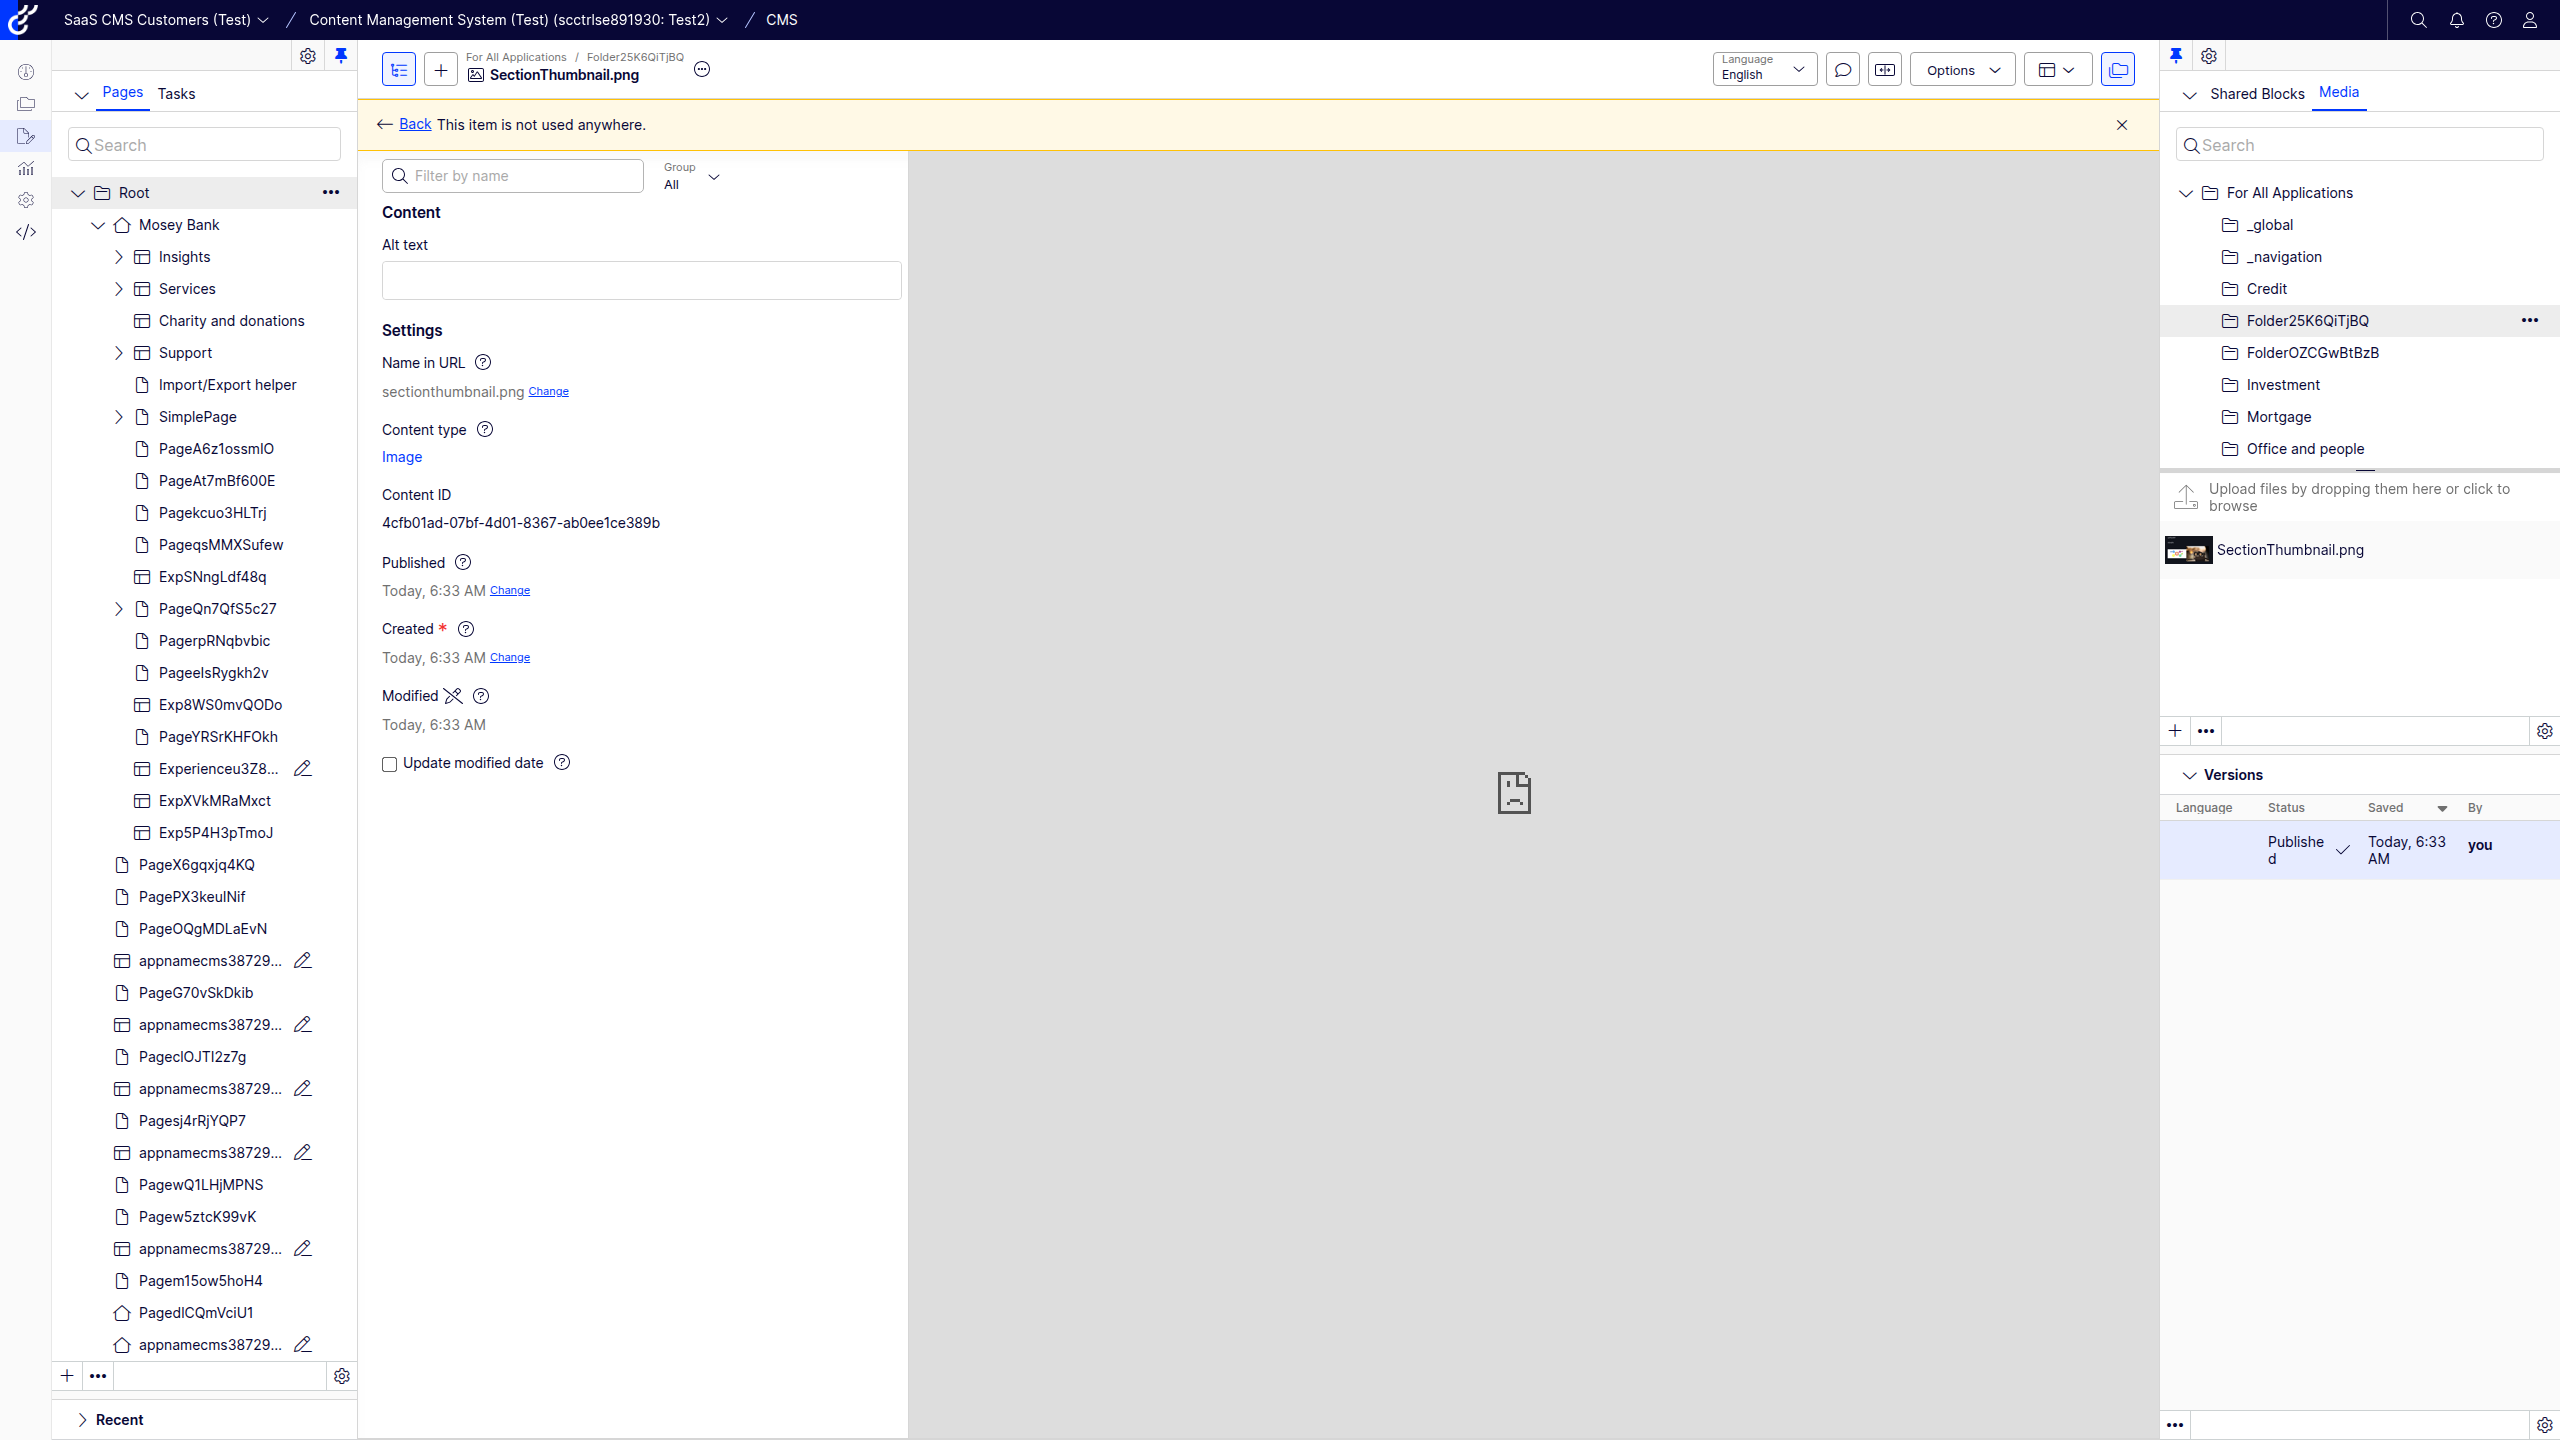 SaaS CMS Customers (Test)
Content Management System (Test) (scctrlse891930: Test2)
CMS
Pages
Tasks
Search
Root
Mosey Bank
Insights
Services
Charity and donations
Support
Import/Export helper
SimplePage
PageA6z1ossmlO
PageAt7mBf600E
Pagekcuo3HLTrj
PageqsMMXSufew
ExpSNngLdf48q
PageQn7QfS5c27
PagerpRNqbvbic
PageelsRygkh2v
Exp8WS0mvQODo
PageYRSrKHFOkh
Experienceu3Z8...
ExpXVkMRaMxct
Exp5P4H3pTmoJ
PageX6gqxjq4KQ
PagePX3keulNif
PageOQgMDLaEvN
appnamecms38729...
PageG70vSkDkib
appnamecms38729...
PageclOJTI2z7g
appnamecms38729...
Pagesj4rRjYQP7
appnamecms38729...
PagewQ1LHjMPNS
Pagew5ztcK99vK
appnamecms38729...
Pagem15ow5hoH4
PagedICQmVciU1
appnamecms38729...
Recent
For All Applications / Folder25K6QiTjBQ
SectionThumbnail.png
Language
English
Options
Back This item is not used anywhere.
Filter by name
Group
All
Content
Alt text
Settings
Name in URL
sectionthumbnail.png Change
Content type
Image
Content ID
4cfb01ad-07bf-4d01-8367-ab0ee1ce389b
Published
Today, 6:33 AM Change
Created *
Today, 6:33 AM Change
Modified
Today, 6:33 AM
Update modified date
Shared Blocks
Media
Search
For All Applications
_global
_navigation
Credit
Folder25K6QiTjBQ
FolderOZCGwBtBzB
Investment
Mortgage
Office and people
Upload files by dropping them here or click to
browse
SectionThumbnail.png
Versions
Language Status Saved By
Publishe
d
Today, 6:33
AM
you